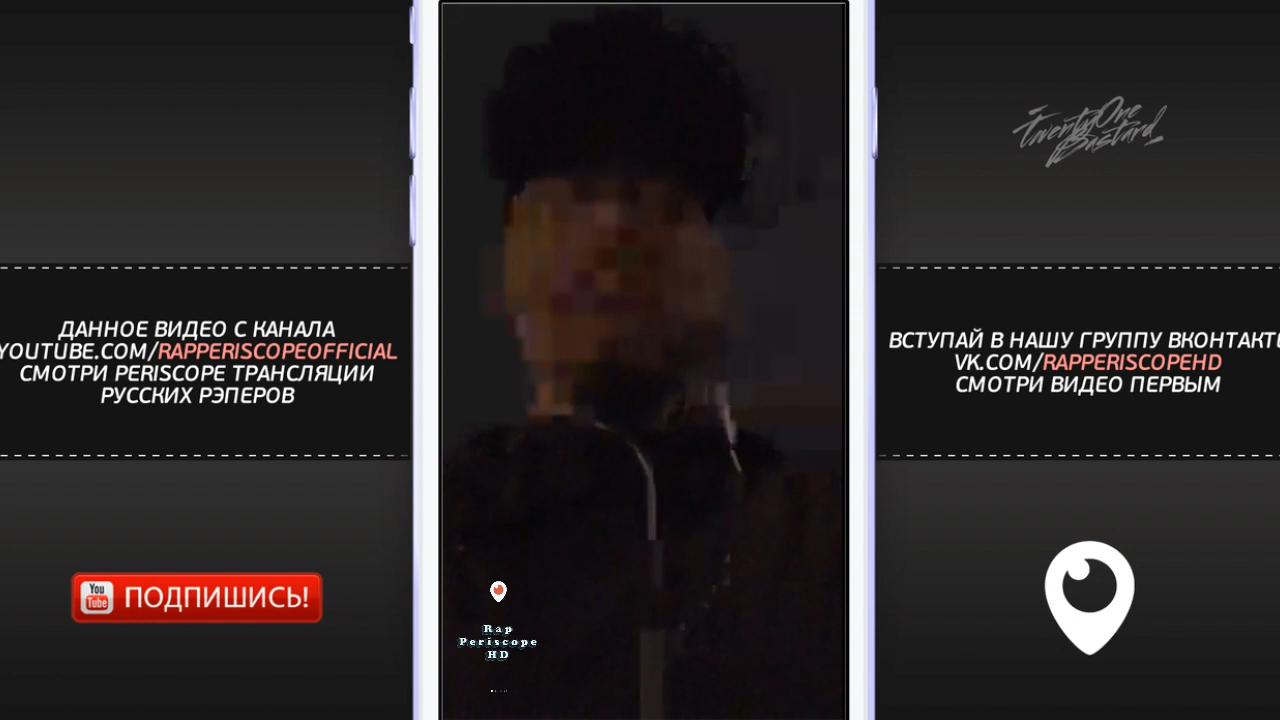 ДАННОЕ ВИДЕО С КАНАЛА
YOUTUBE.COM/RAPPERISCOPEOFFICIAL
СМОТРИ PERISCOPE ТРАНСЛЯЦИИ
РУССКИХ РЭПЕРОВ
You
Tube
ПОДПИШИСЬ!
Rap
Periscope
HD
TwentyOne
Bastard
ВСТУПАЙ В НАШУ ГРУППУ ВКОНТАКТЕ
VK.COM/RAPPERISCOPEHD
СМОТРИ ВИДЕО ПЕРВЫМ